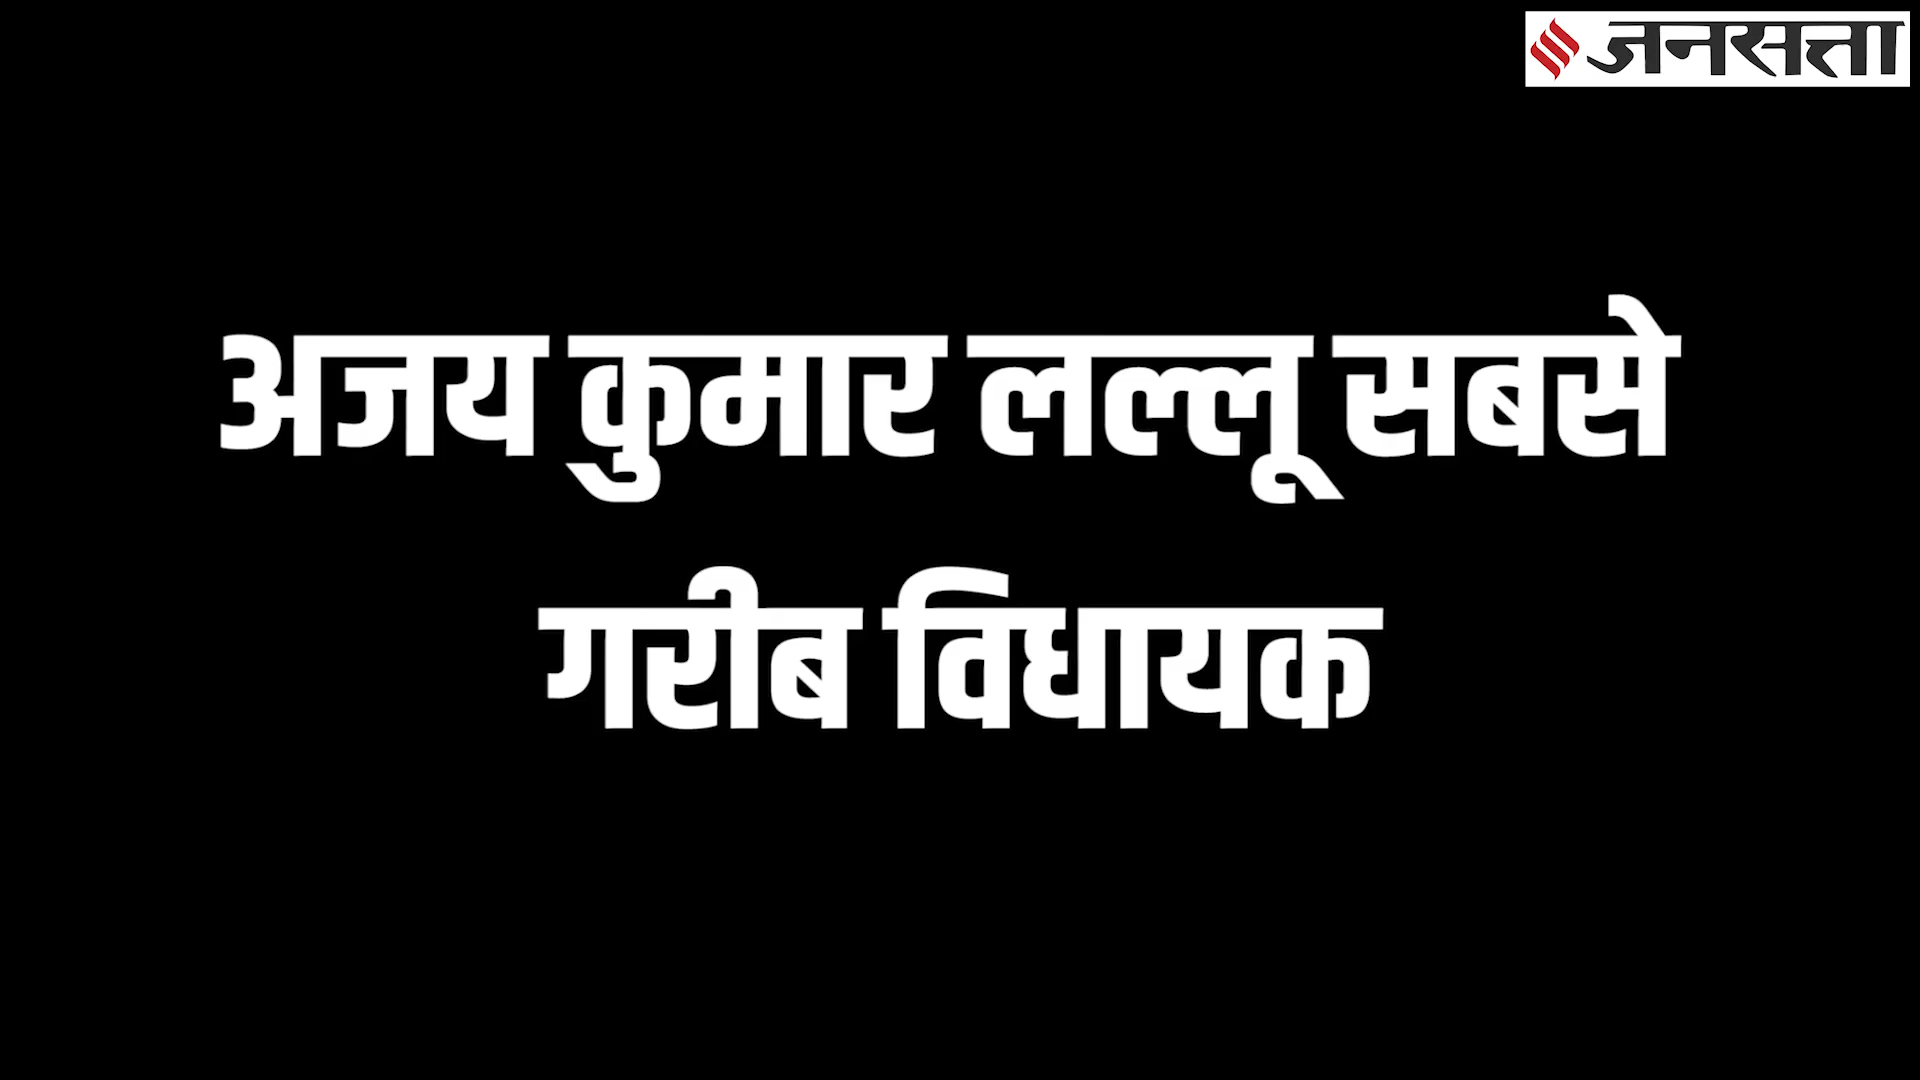 जनसत्ता
अजय कुमार लल्लू सबसे
गरीब विधायक